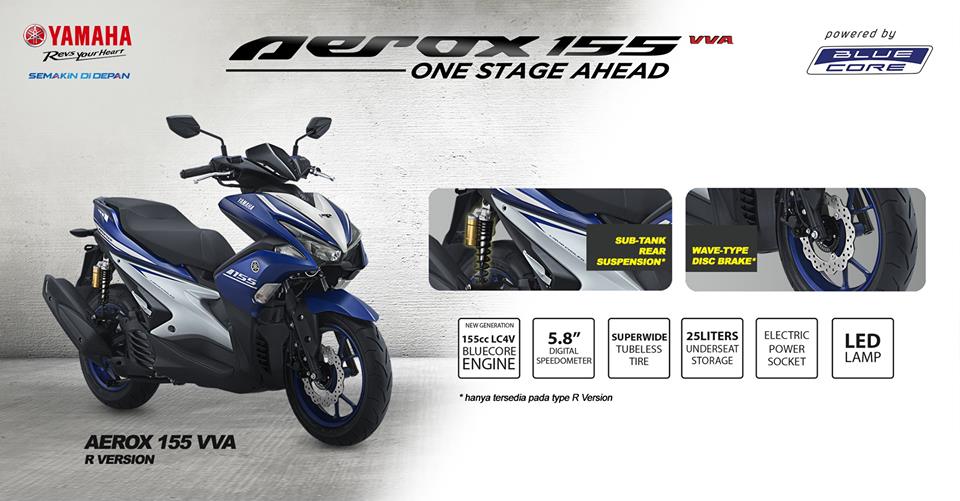 YAMAHA
Revs Your Heart
SEMAKIN DI DEPAN
AEROX 155 VVA
ONE STAGE AHEAD
powered by
BLUE
CORE
YAMAHA
155
SUB-TANK
REAR
SUSPENSION*
WAVE-TYPE
DISC BRAKE*
NEW GENERATION
155cc LC4V
BLUECORE
ENGINE
5.8”
DIGITAL
SPEEDOMETER
SUPERWIDE
TUBELESS
TIRE
25LITERS
UNDERSEAT
STORAGE
ELECTRIC
POWER
SOCKET
LED
LAMP
* hanya tersedia pada type R Version
AEROX 155 VVA
R VERSION